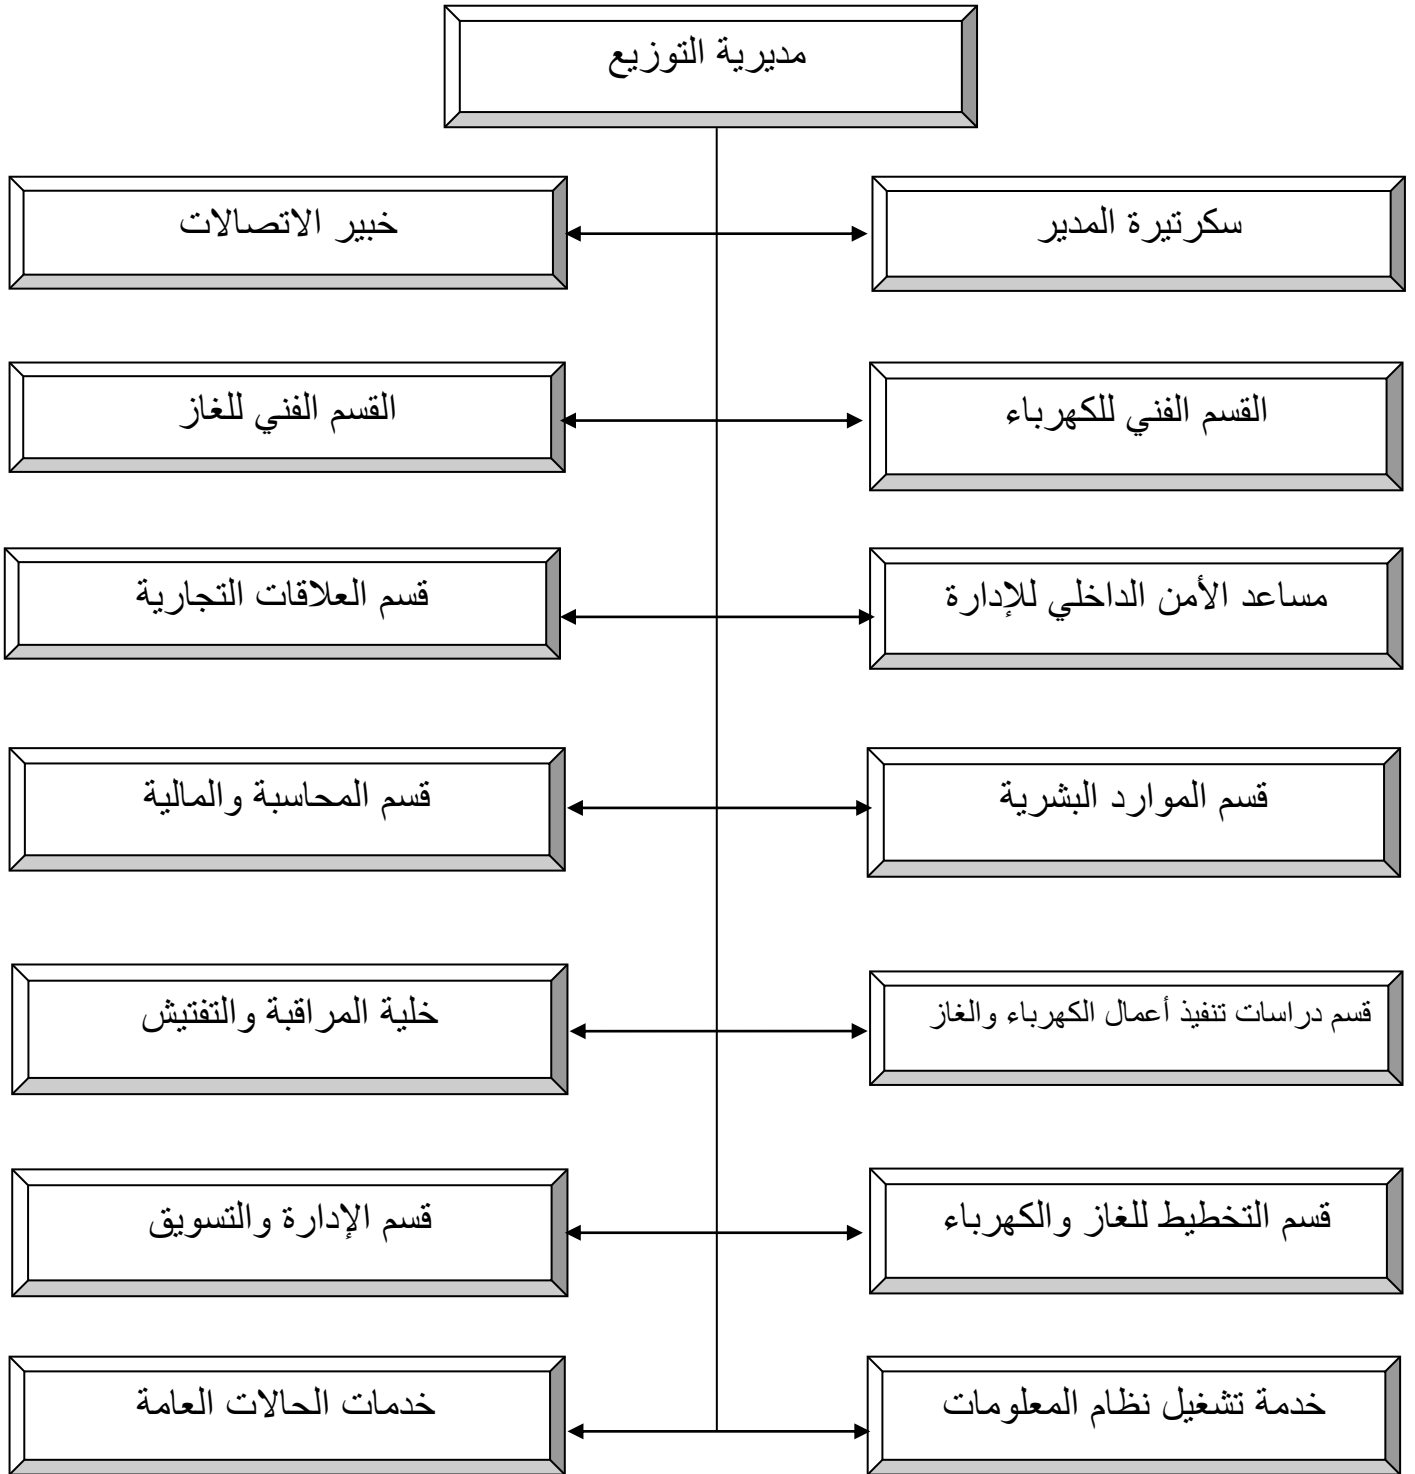 مديرية التوزيع
سكرتيرة المدير
خبير الاتصالات
القسم الفني للكهرباء
القسم الفني للغاز
مساعد الأمن الداخلي للإدارة
قسم العلاقات التجارية
قسم الموارد البشرية
قسم المحاسبة والمالية
قسم دراسات تنفيذ أعمال الكهرباء والغاز
خلية المراقبة والتفتيش
قسم التخطيط للغاز والكهرباء
قسم الإدارة والتسويق
خدمة تشغيل نظام المعلومات
خدمات الحالات العامة